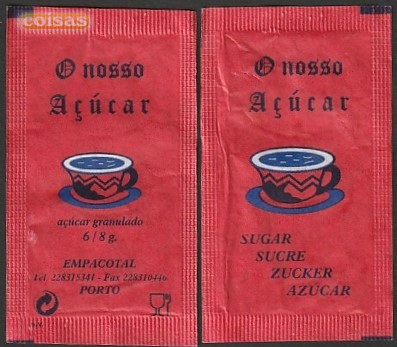 coisas
O nosso
Açúcar
açúcar granulado
6 / 8 g.
EMPACOTAL
Tel. 228315341 - Fax 228310446
PORTO
O nosso
Açúcar
SUGAR
SUCRE
ZUCKER
AZÚCAR